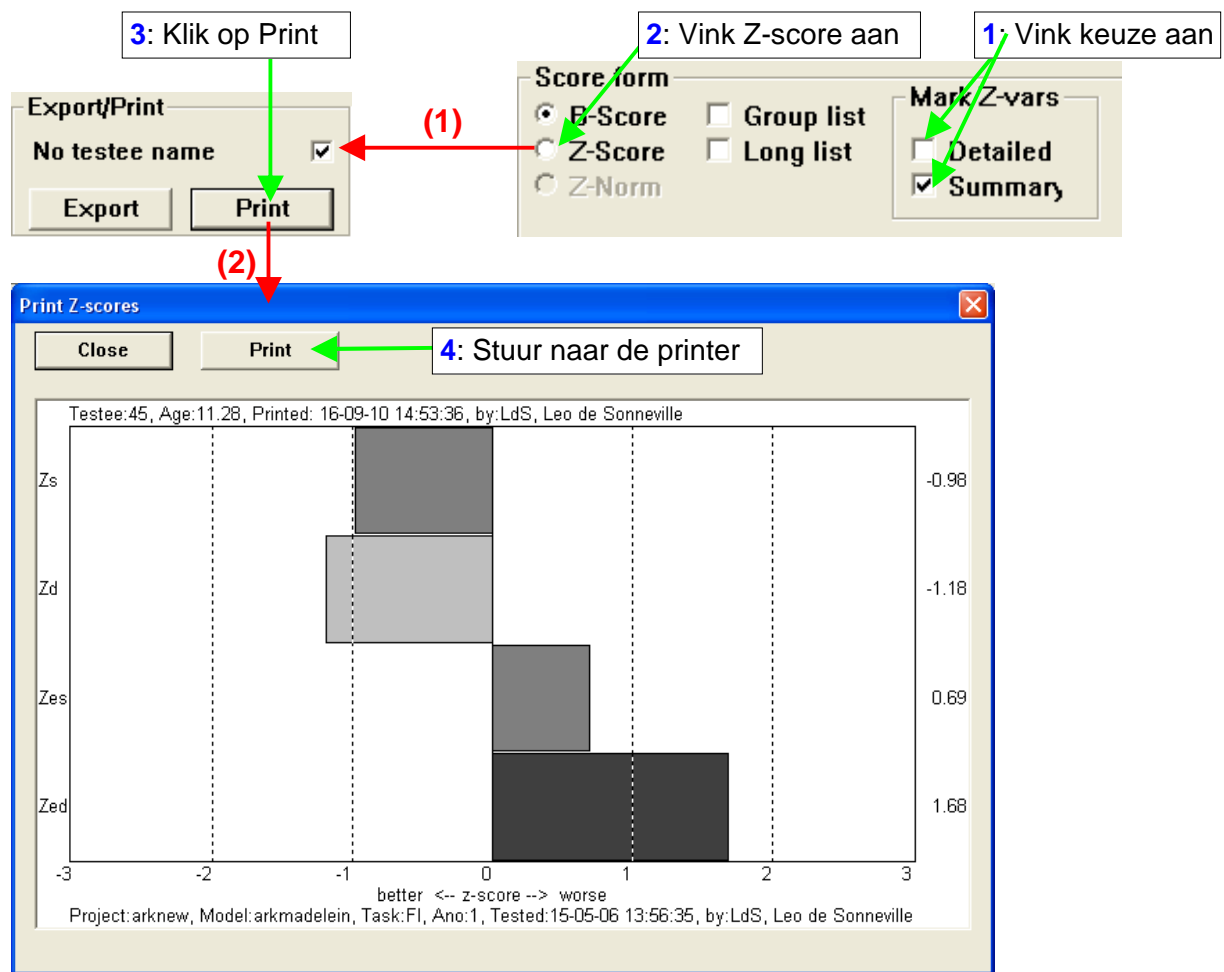 3: Klik op Print
2: Vink Z-score aan
1: Vink keuze aan
Export/Print
No testee name
Export
Print
(1)
Score form
B-Score
Z-Score
Z-Norm
Group list
Long list
Mark Z-vars
Detailed
Summary
(2)
Print Z-scores
Close
Print
4: Stuur naar de printer
Testee:45, Age:11.28, Printed: 16-09-10 14:53:36, by:LdS, Leo de Sonneville
Zs -0.98
Zd -1.18
Zes 0.69
Zed 1.68
-3 -2 -1 0 1 2 3
better <-- z-score --> worse
Project:arknew, Model:arkmadelein, Task:FI, Ano:1, Tested:15-05-06 13:56:35, by:LdS, Leo de Sonneville